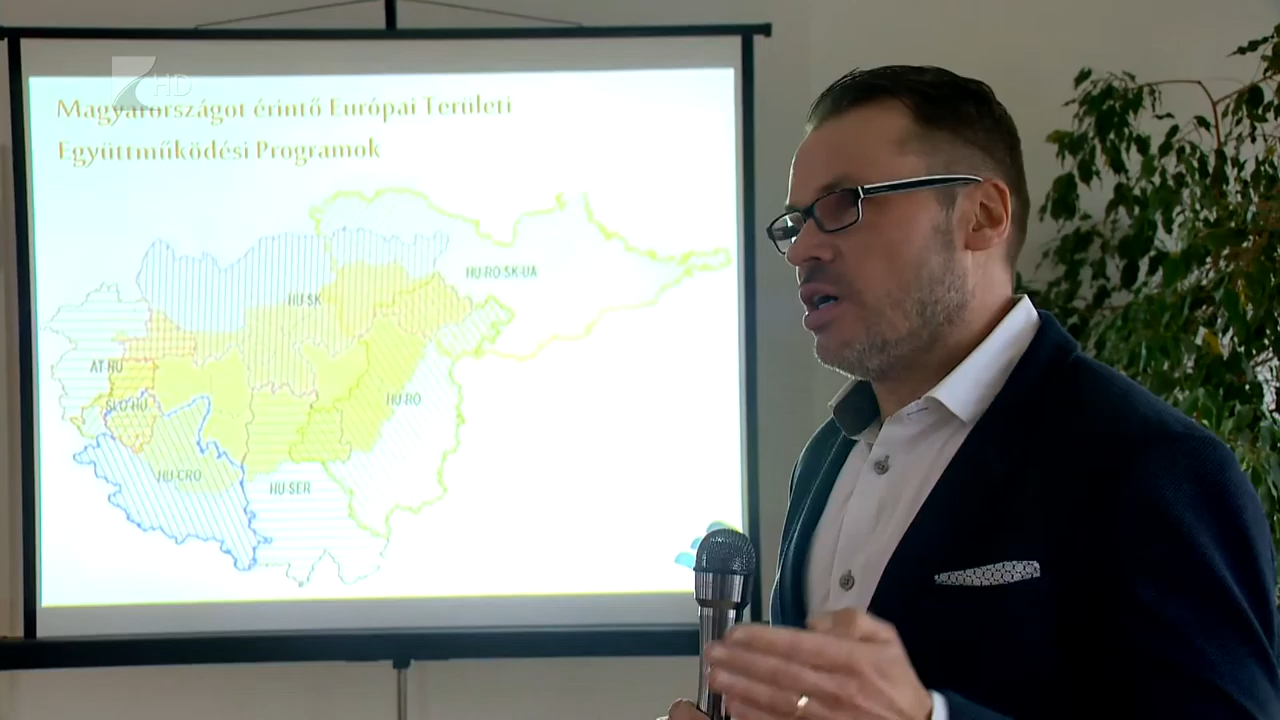 HD
Magyarországot érintő Európai Területi
Együttműködési Programok
HU-RO-SK-UA
HU-SK
AT-HU
HU-RO
SLO-HU
HU-CRO
HU-SER